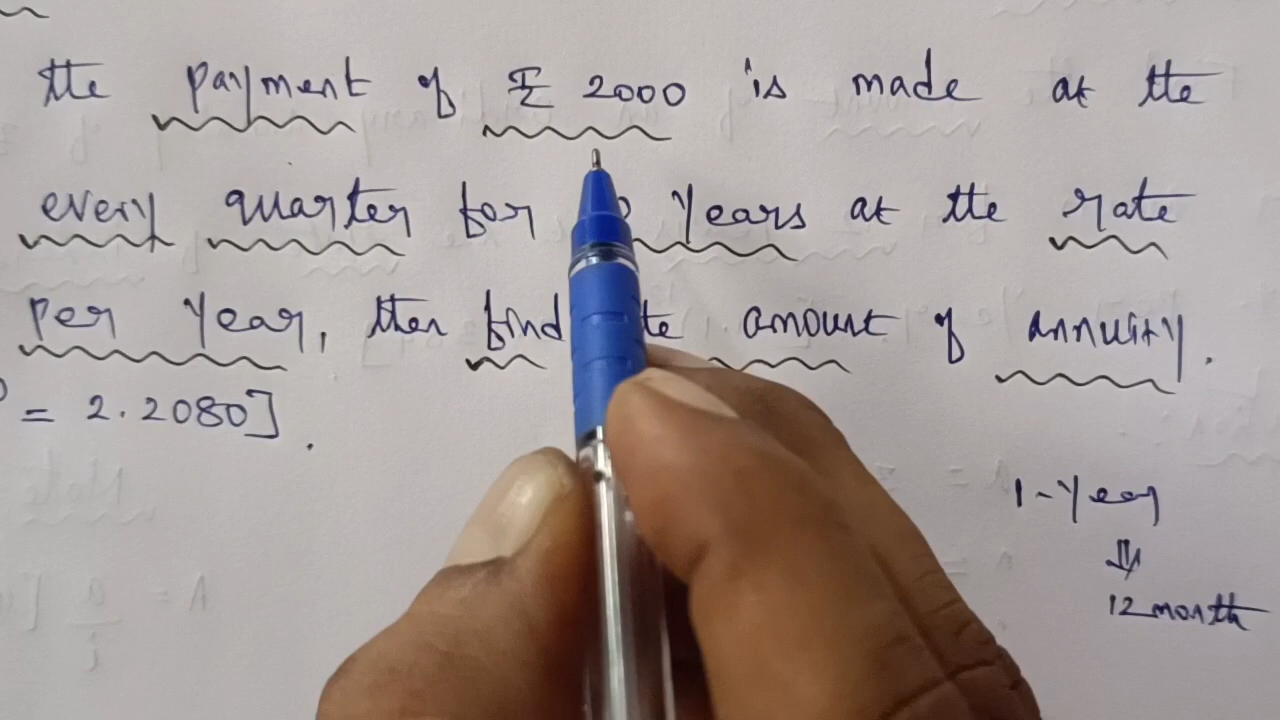 the payment of ₹ 2000 is made at the
every quarter for years at the rate
per year, then find the amount of annuity.
= 2.2080].
1-year
⇓
12 month